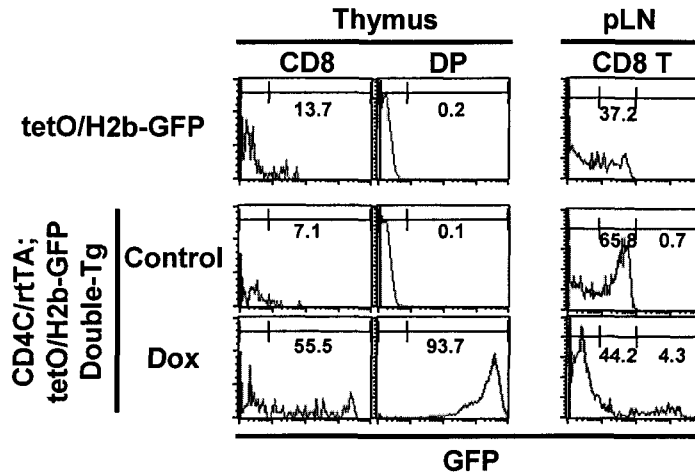 Thymus pLN
CD8 DP CD8 T
tetO/H2b-GFP 13.7 0.2 37.2
CD4C/rtTA;
tetO/H2b-GFP
Double-Tg
Control 7.1 0.1 65.8 0.7
Dox 55.5 93.7 44.2 4.3
GFP